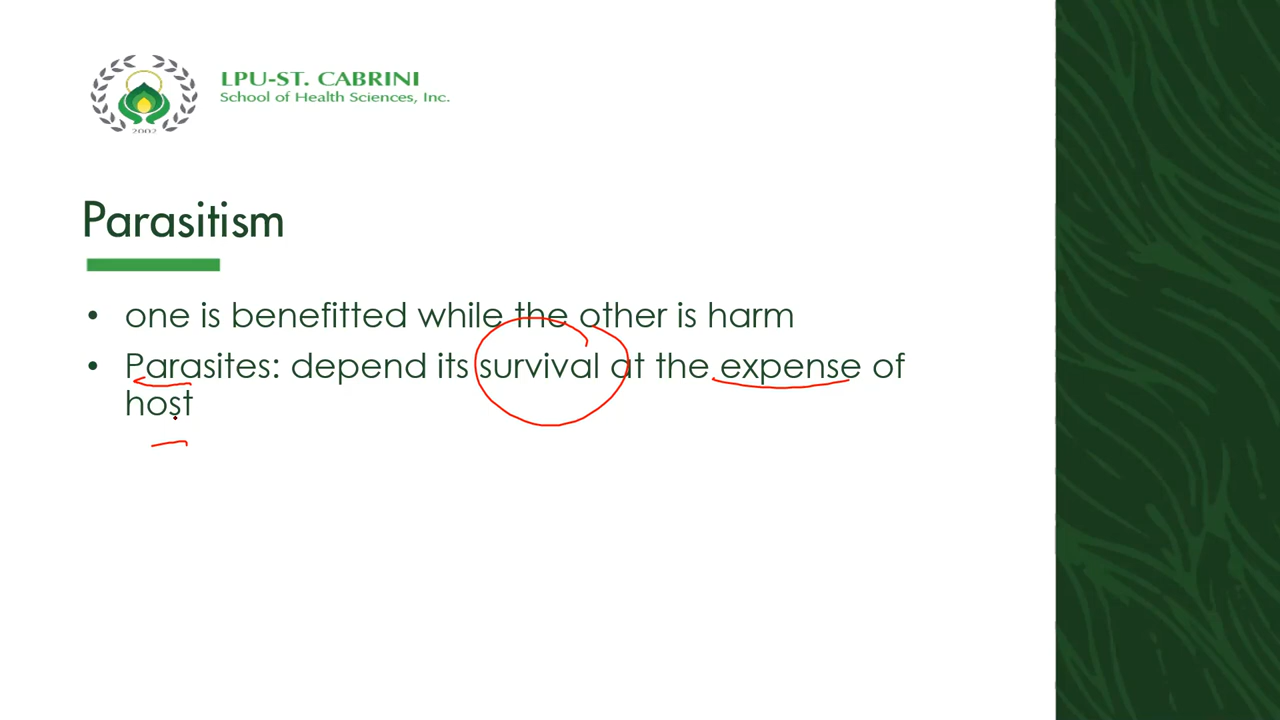 LPU-ST. CABRINI
School of Health Sciences, Inc.
2002
Parasitism
• one is benefitted while the other is harm
• Parasites: depend its survival at the expense of
host